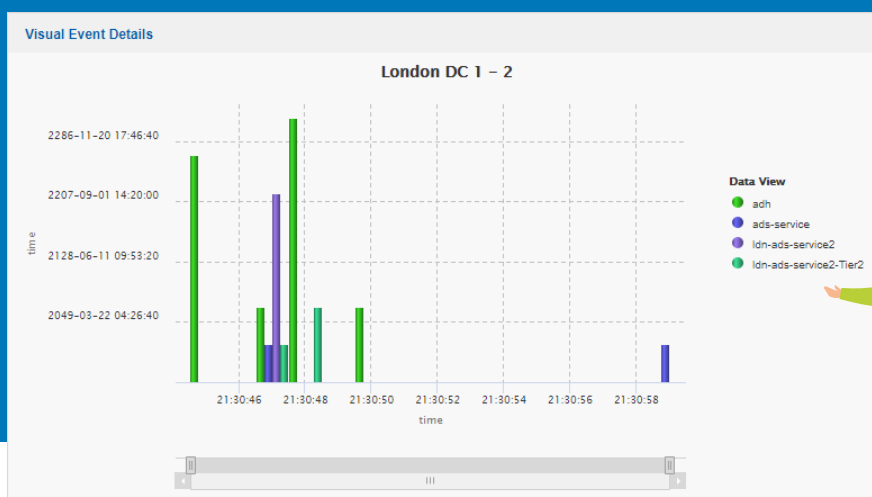 Visual Event Details
London DC 1 – 2
2286-11-20 17:46:40
2207-09-01 14:20:00
2128-06-11 09:53:20
2049-03-22 04:26:40
time
21:30:46 21:30:48 21:30:50 21:30:52 21:30:54 21:30:56 21:30:58
time
Data View
adh
ads-service
ldn-ads-service2
ldn-ads-service2-Tier2